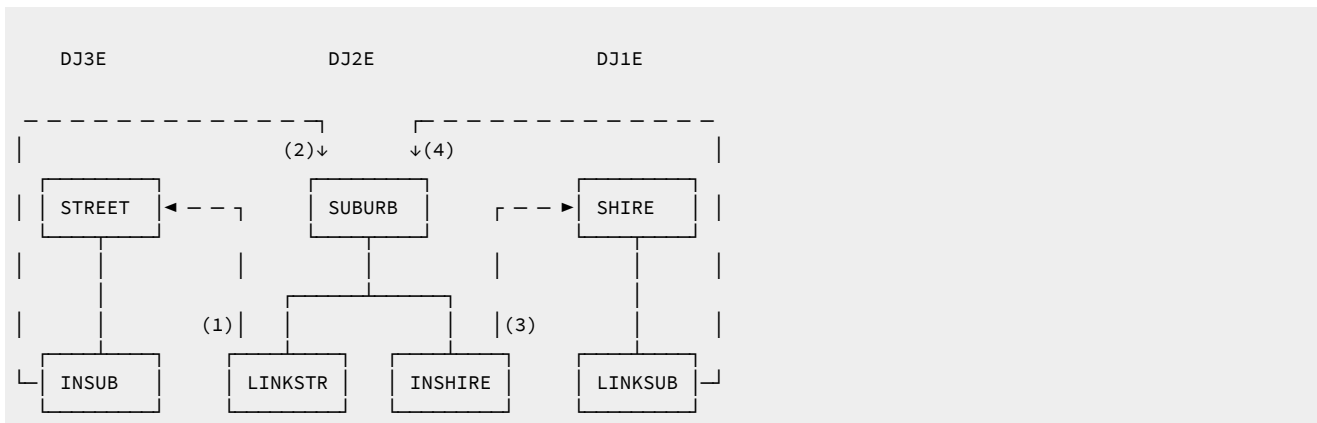 DJ3E DJ2E DJ1E
(2) (4)
STREET SUBURB SHIRE
(1) (3)
INSUB LINKSTR INSHIRE LINKSUB